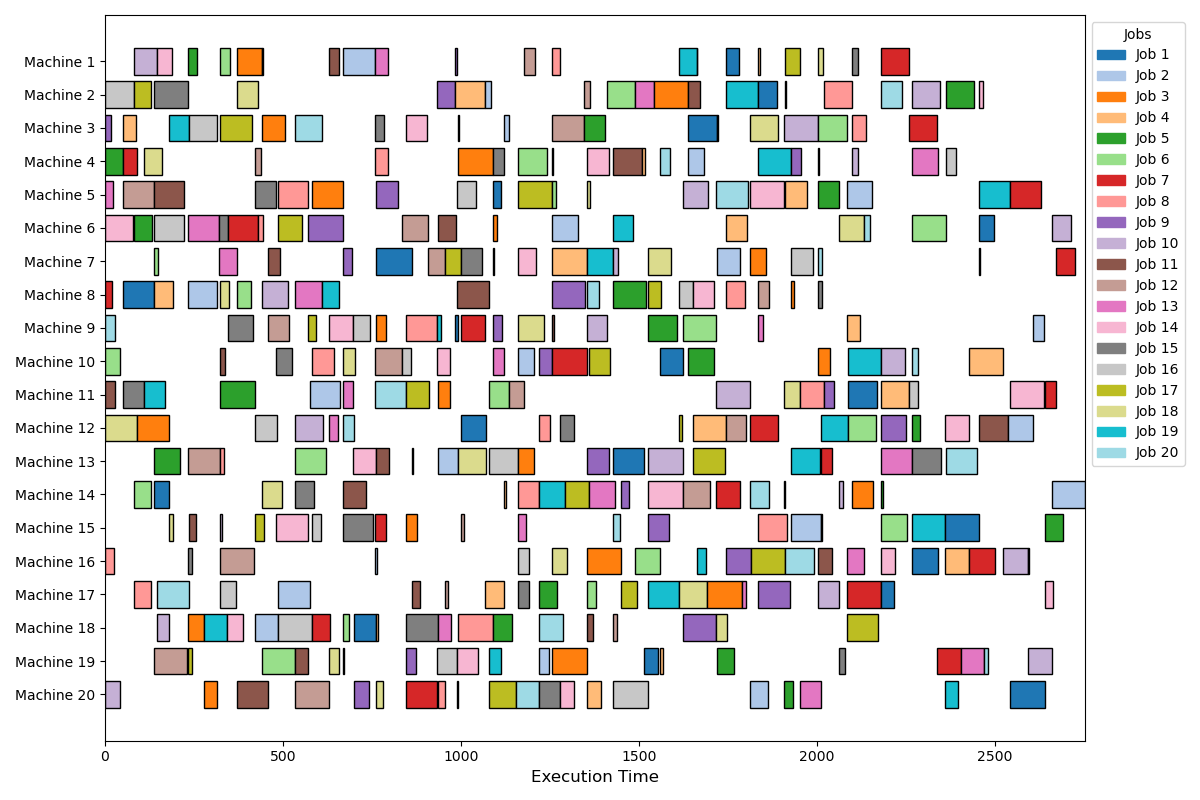 Machine 1
Machine 2
Machine 3
Machine 4
Machine 5
Machine 6
Machine 7
Machine 8
Machine 9
Machine 10
Machine 11
Machine 12
Machine 13
Machine 14
Machine 15
Machine 16
Machine 17
Machine 18
Machine 19
Machine 20
0 500 1000 1500 2000 2500
Execution Time
Jobs
Job 1
Job 2
Job 3
Job 4
Job 5
Job 6
Job 7
Job 8
Job 9
Job 10
Job 11
Job 12
Job 13
Job 14
Job 15
Job 16
Job 17
Job 18
Job 19
Job 20